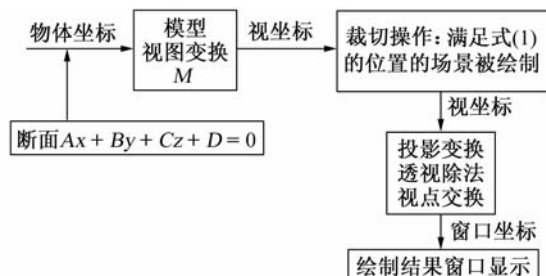 物体坐标
模型
视图变换
M
视坐标
裁切操作：满足式(1)
的位置的场景被绘制
断面Ax + By + Cz + D = 0
视坐标
投影变换
透视除法
视点交换
窗口坐标
绘制结果窗口显示